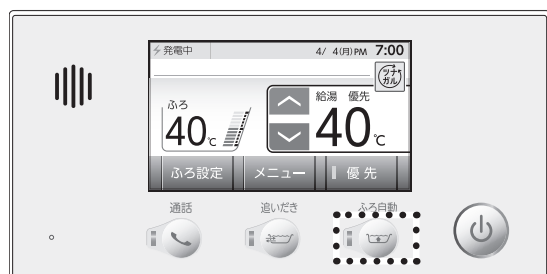 発電中 4/ 4(月) PM 7:00
ツナガル
ふろ 給湯 優先
40℃ 40℃
ふろ設定 メニュー 優先
通話 追いだき ふろ自動